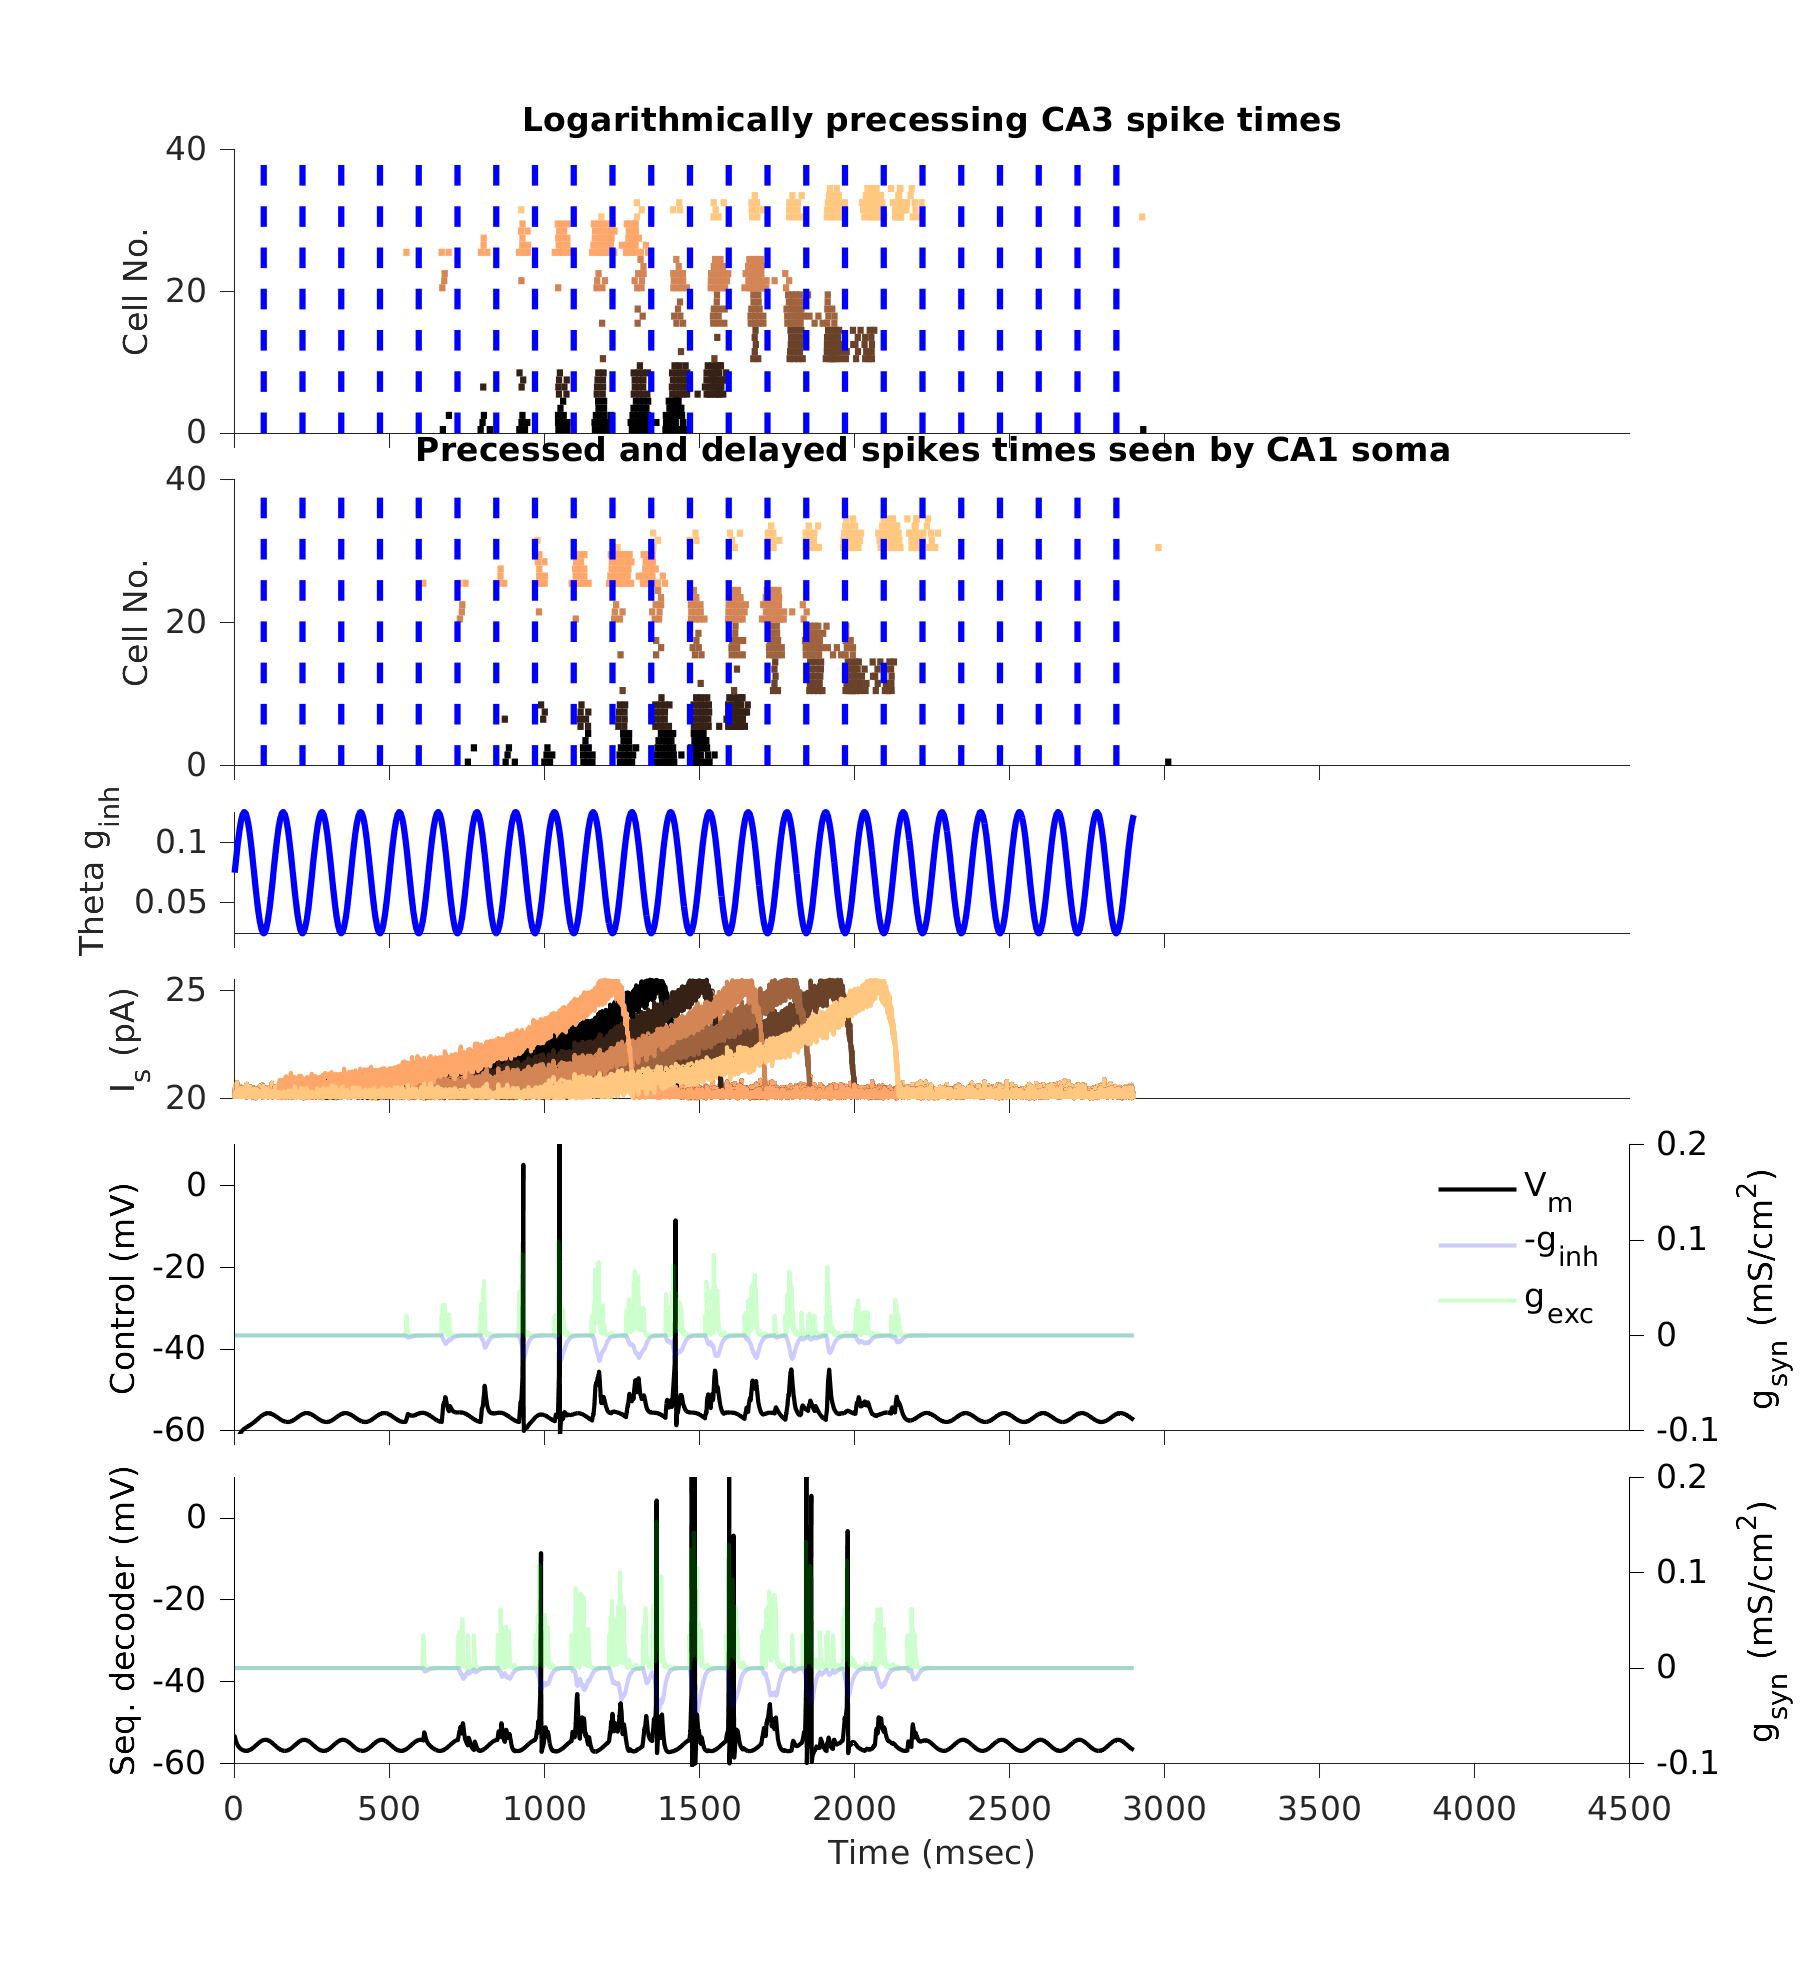 Logarithmically precessing CA3 spike times
40
20
0
Cell No.
Precessed and delayed spikes times seen by CA1 soma
40
20
0
Cell No.
0.1
0.05
Theta g_inh
25
20
I_s (pA)
0
-20
-40
-60
Control (mV)
V_m
-g_inh
g_exc
0.2
0.1
0
-0.1
g_syn (mS/cm^2)
0
-20
-40
-60
Seq. decoder (mV)
0.2
0.1
0
-0.1
g_syn (mS/cm^2)
0 500 1000 1500 2000 2500 3000 3500 4000 4500
Time (msec)